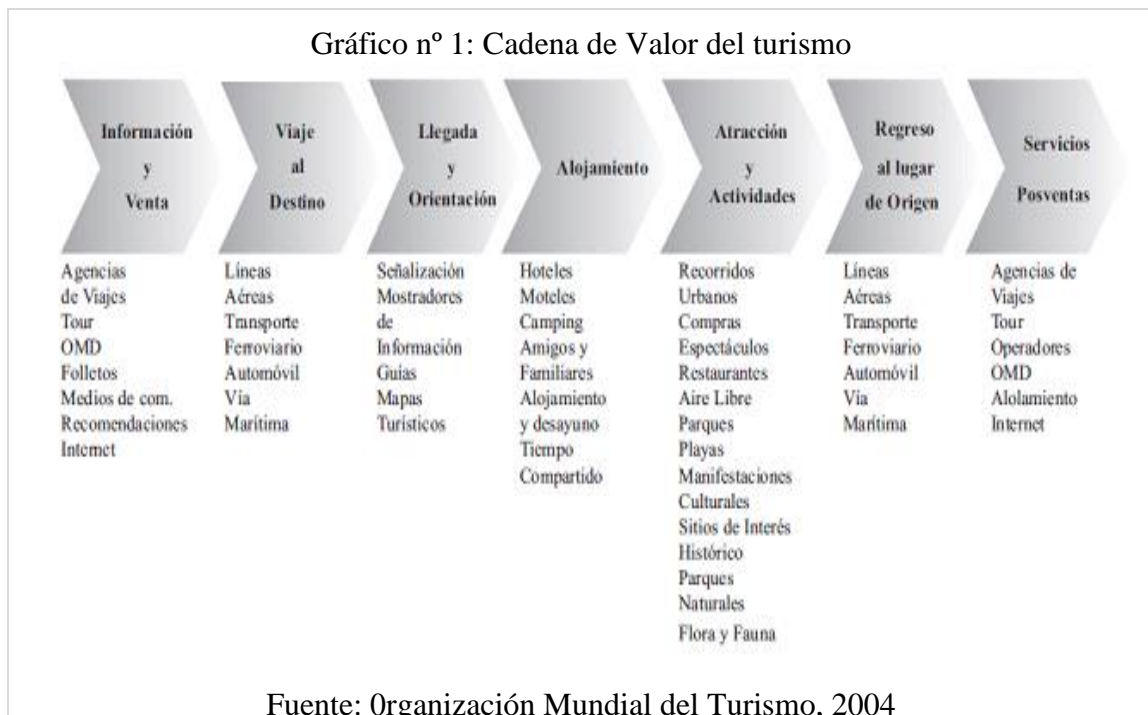 Gráfico nº 1: Cadena de Valor del turismo
Información
y
Venta
Viaje
al
Destino
Llegada
y
Orientación
Alojamiento
Atracción
y
Actividades
Regreso
al lugar
de Origen
Servicios
Posventas
Agencias
de Viajes
Tour
OMD
Folletos
Medios de com.
Recomendaciones
Internet
Líneas
Aéreas
Transporte
Ferroviario
Automóvil
Vía
Marítima
Señalización
Mostradores
de
Información
Guías
Mapas
Turísticos
Hoteles
Moteles
Camping
Amigos y
Familiares
Alojamiento
y desayuno
Tiempo
Compartido
Recorridos
Urbanos
Compras
Espectáculos
Restaurantes
Aire Libre
Parques
Playas
Manifestaciones
Culturales
Sitios de Interés
Histórico
Parques
Naturales
Flora y Fauna
Líneas
Aéreas
Transporte
Ferroviario
Automóvil
Vía
Marítima
Agencias de
Viajes
Tour
Operadores
OMD
Alolamiento
Internet
Fuente: 0rganización Mundial del Turismo, 2004